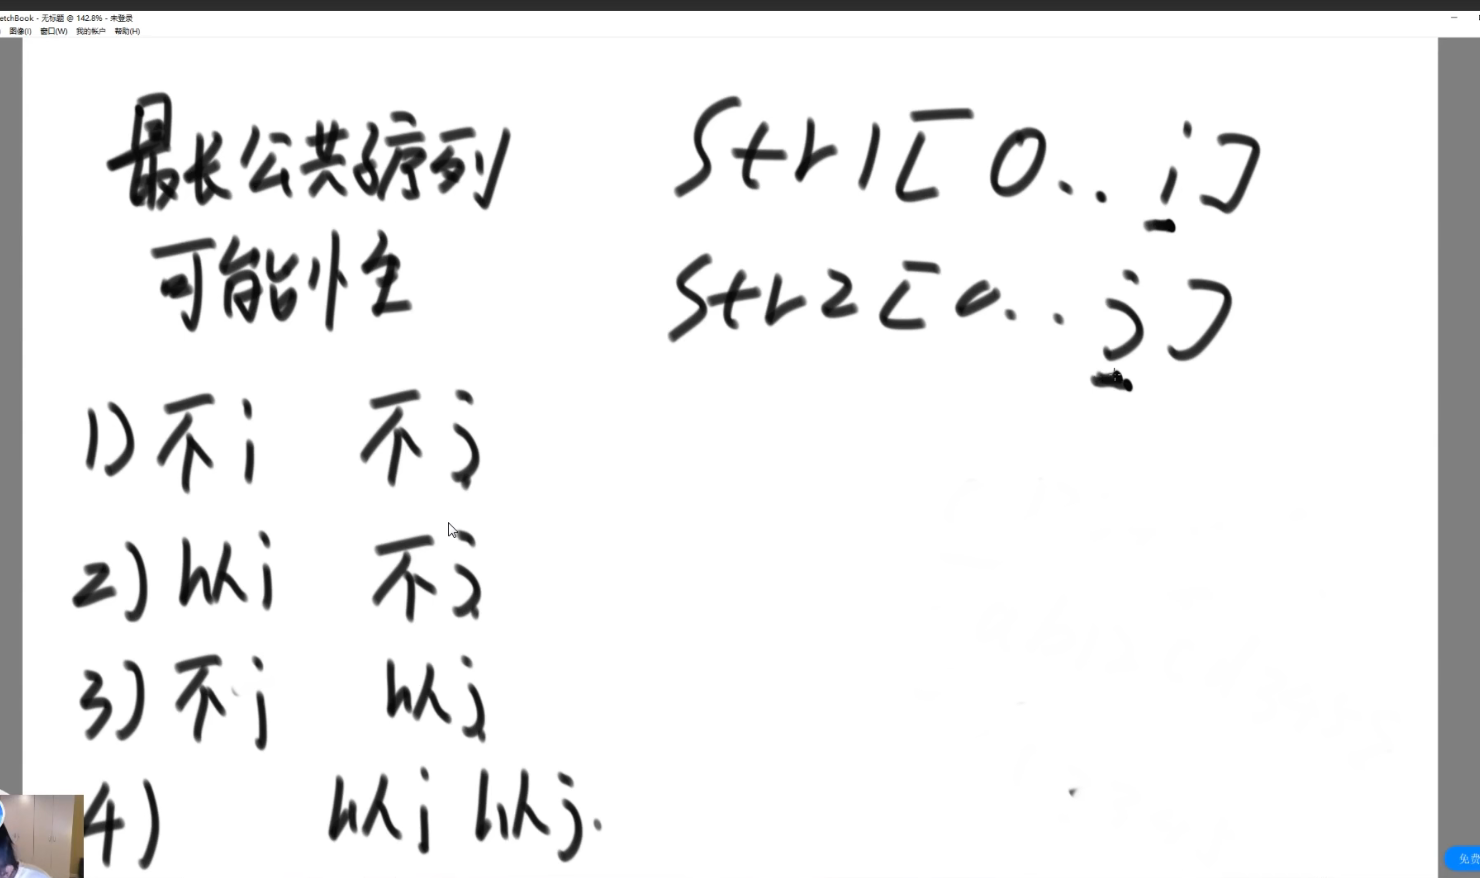 etchBook - 无标题 @ 142.8% - 未登录
图像(I) 窗口(W) 我的帐户 帮助(H)
最长公共子序列
可能性
str1[0..i]
str2[0..j]
1) 不i 不j
2) 以i 不j
3) 不i 以j
4) 以i 以j.
免费